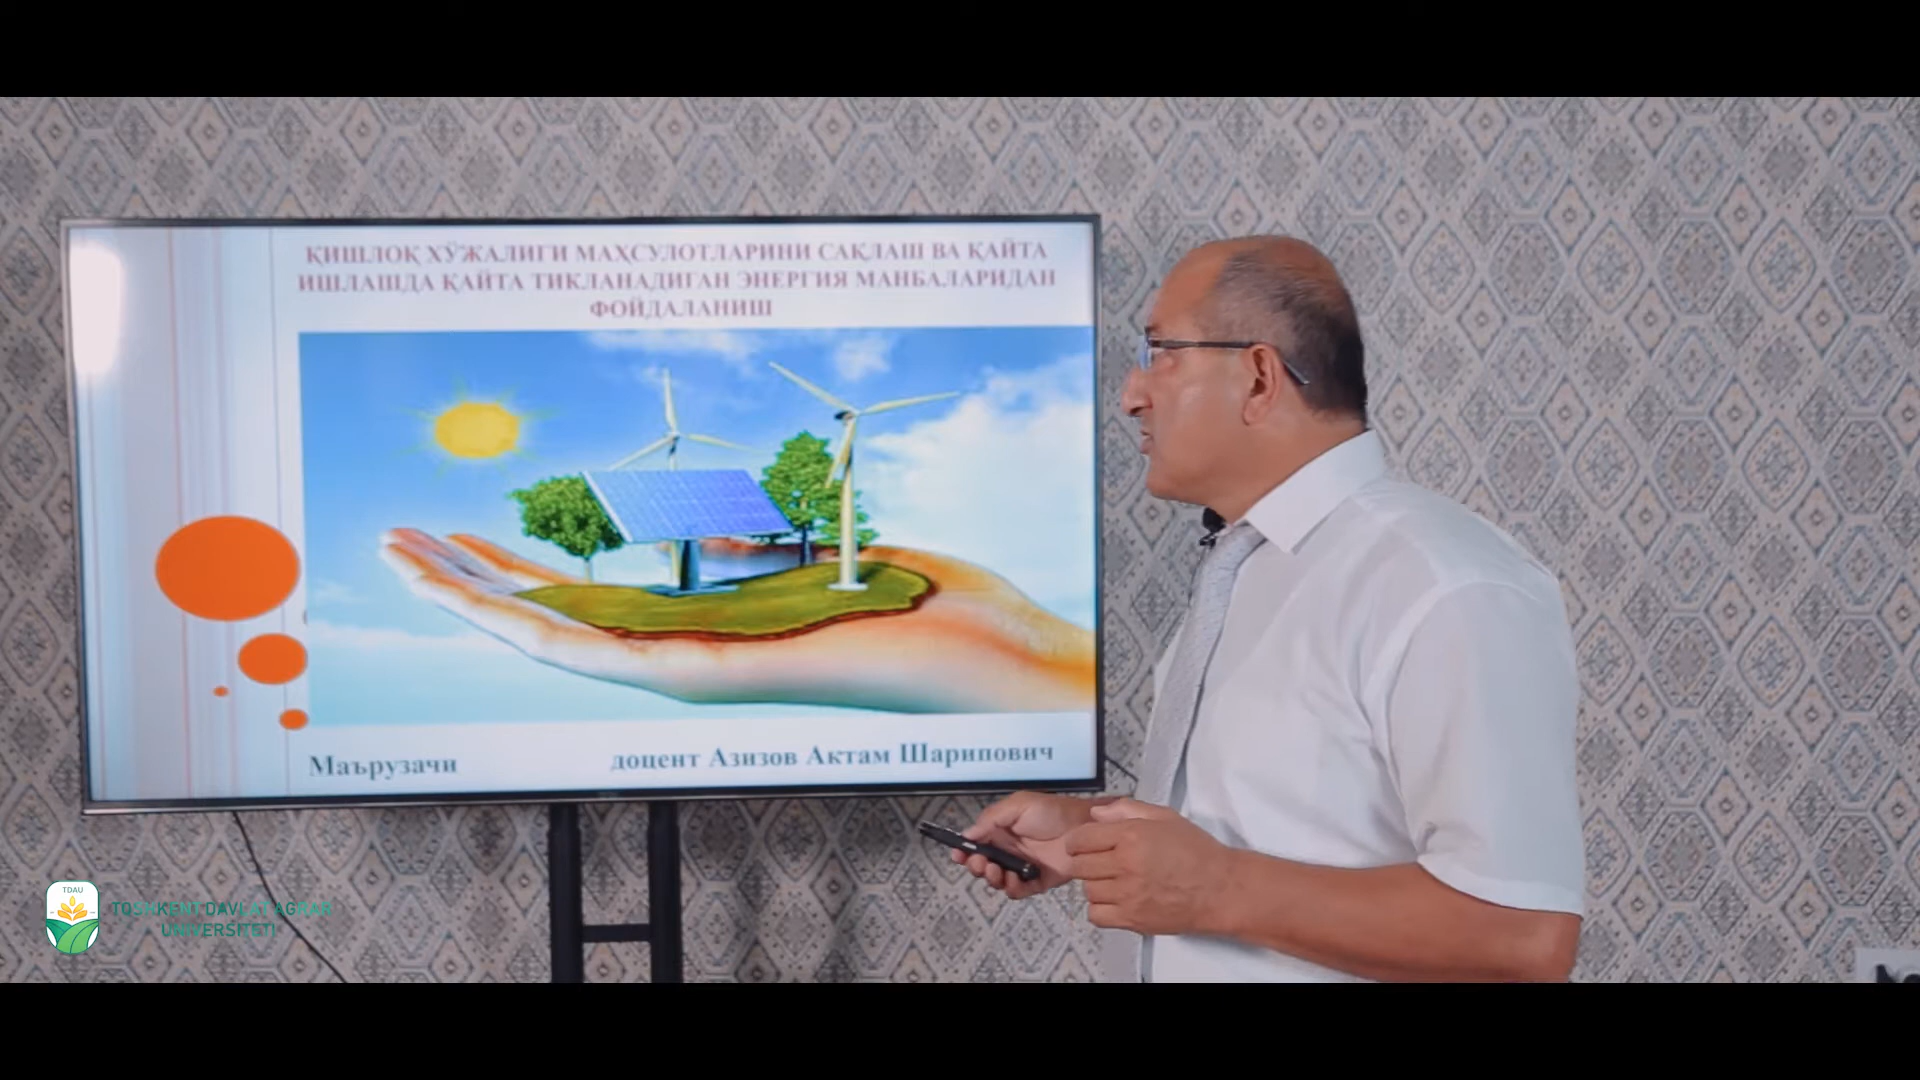 ҚИШЛОҚ ХЎЖАЛИГИ МАҲСУЛОТЛАРИНИ САҚЛАШ ВА ҚАЙТА
ИШЛАШДА ҚАЙТА ТИКЛАНАДИГАН ЭНЕРГИЯ МАНБАЛАРИДАН
ФОЙДАЛАНИШ
Маърузачи доцент Азизов Актам Шарипович
TDAU
TOSHKENT DAVLAT AGRAR
UNIVERSITETI